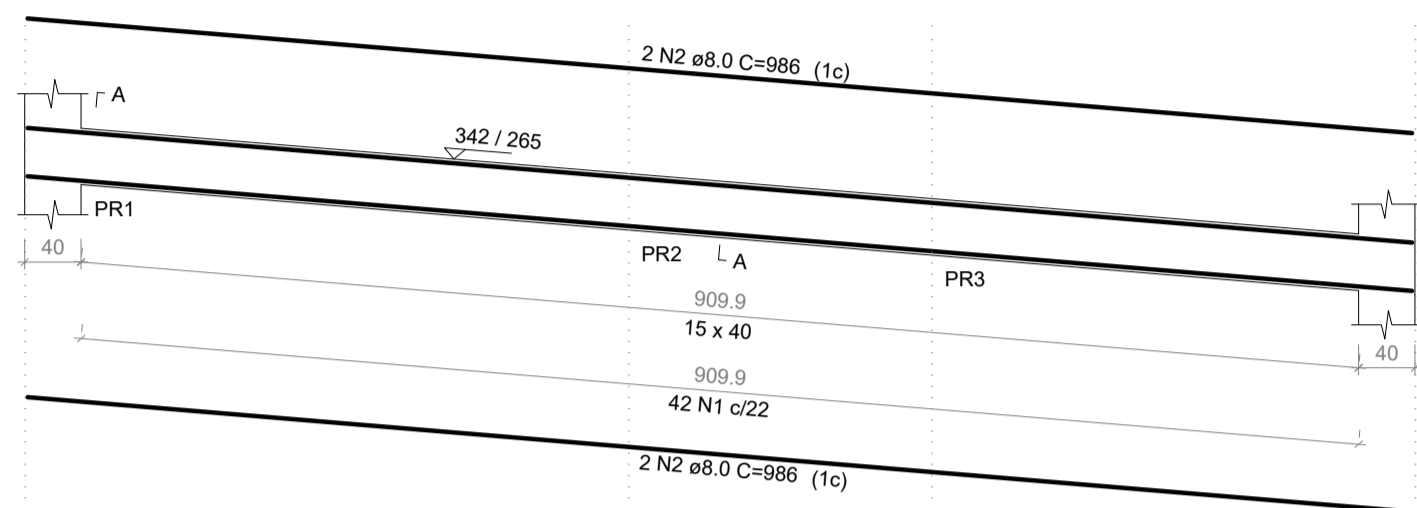 2 N2 ø8.0 C=986 (1c)
A
342 / 265
PR1
40
PR2
A
PR3
909.9
15 x 40
40
909.9
42 N1 c/22
2 N2 ø8.0 C=986 (1c)